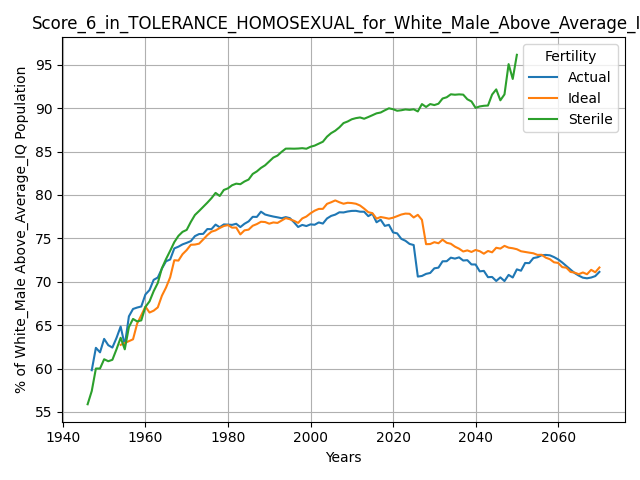 Score_6_in_TOLERANCE_HOMOSEXUAL_for_White_Male_Above_Average_I
Fertility
Actual
Ideal
Sterile
% of White_Male Above_Average_IQ Population
95
90
85
80
75
70
65
60
55
1940
1960
1980
2000
2020
2040
2060
Years